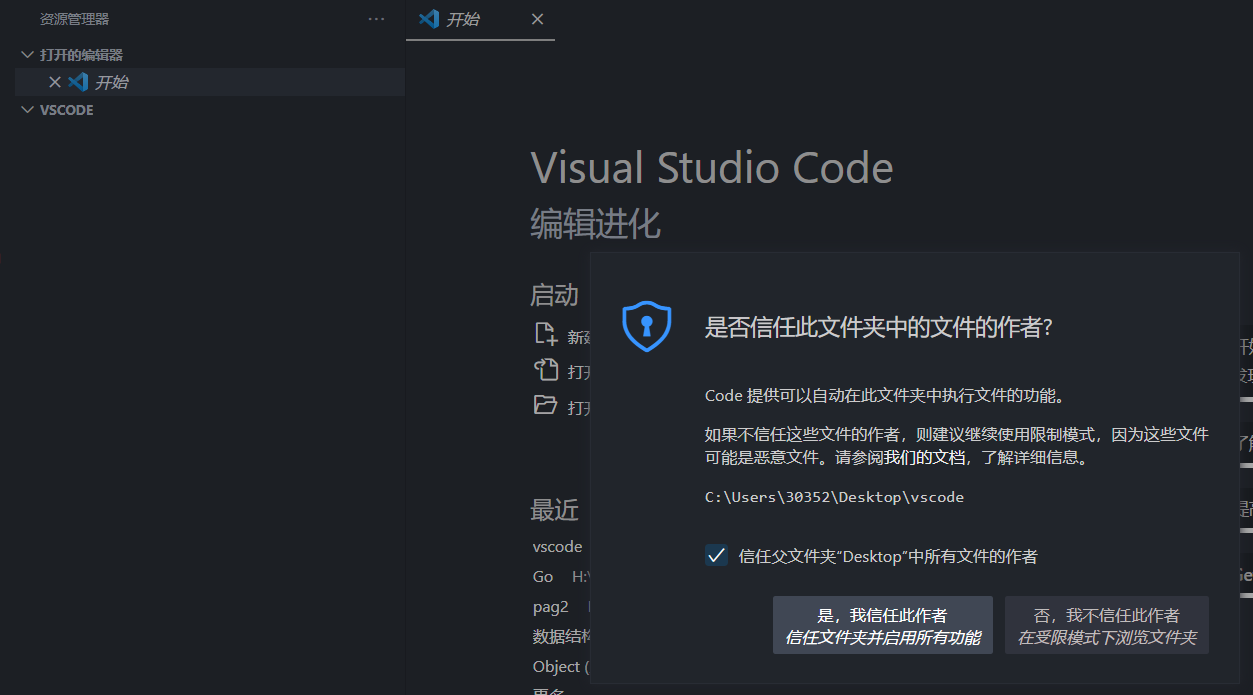 资源管理器
打开的编辑器
开始
VSCODE
开始
Visual Studio Code
编辑进化
启动
打
打
最近
vscode
Go H:\
pag2
数据结构
Object (
更多
是否信任此文件夹中的文件的作者?
Code 提供可以自动在此文件夹中执行文件的功能。
如果不信任这些文件的作者，则建议继续使用限制模式，因为这些文件
可能是恶意文件。请参阅我们的文档，了解详细信息。
C:\Users\30352\Desktop\vscode
信任父文件夹“Desktop”中所有文件的作者
是，我信任此作者
信任文件夹并启用所有功能
否，我不信任此作者
在受限模式下浏览文件夹